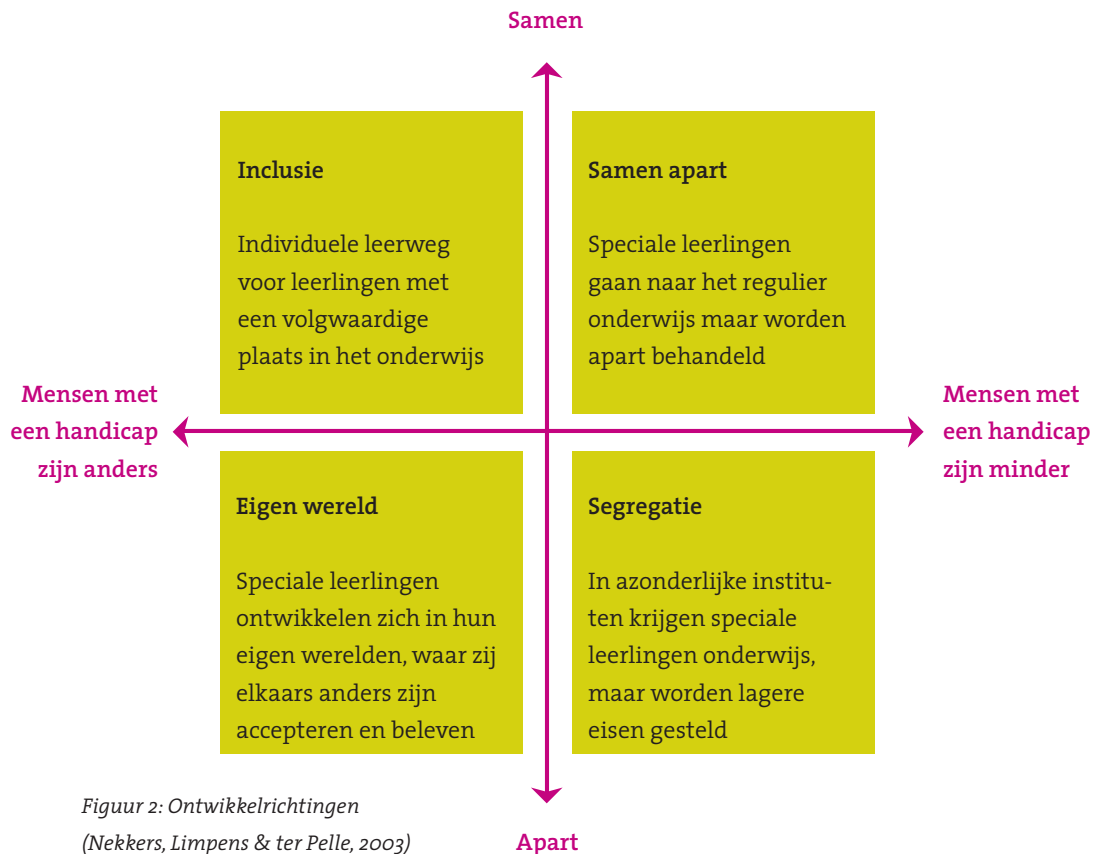 Samen
Inclusie
Individuele leerweg
voor leerlingen met
een volgwaardige
plaats in het onderwijs
Samen apart
Speciale leerlingen
gaan naar het regulier
onderwijs maar worden
apart behandeld
Mensen met
een handicap
zijn anders
Mensen met
een handicap
zijn minder
Eigen wereld
Speciale leerlingen
ontwikkelen zich in hun
eigen werelden, waar zij
elkaars anders zijn
accepteren en beleven
Segregatie
In azonderlijke institu-
ten krijgen speciale
leerlingen onderwijs,
maar worden lagere
eisen gesteld
Figuur 2: Ontwikkelrichtingen
(Nekkers, Limpens & ter Pelle, 2003)
Apart